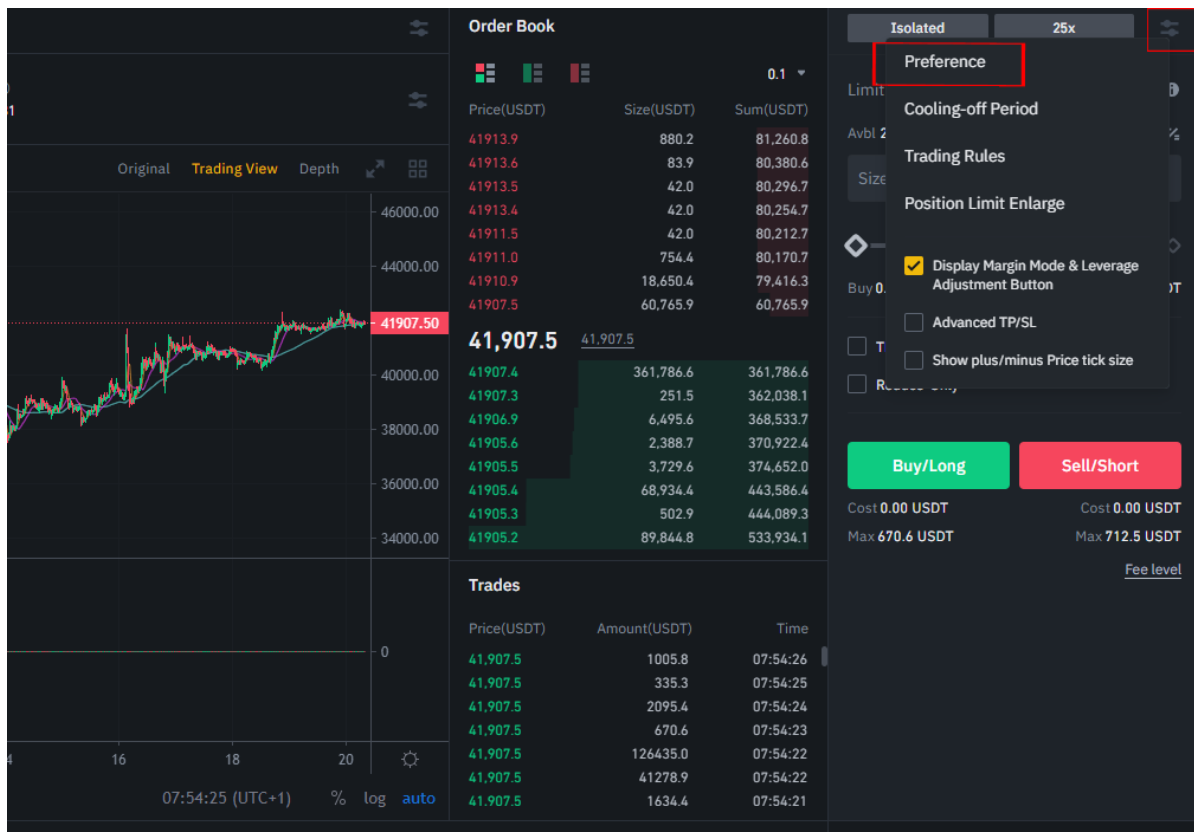 31
Original Trading View Depth
46000.00
44000.00
41907.50
40000.00
38000.00
36000.00
34000.00
0
4 16 18 20
07:54:25 (UTC+1) % log auto
Order Book
0.1
Price(USDT) Size(USDT) Sum(USDT)
41913.9 880.2 81,260.8
41913.6 83.9 80,380.6
41913.5 42.0 80,296.7
41913.4 42.0 80,254.7
41911.5 42.0 80,212.7
41911.0 754.4 80,170.7
41910.9 18,650.4 79,416.3
41907.5 60,765.9 60,765.9
41,907.5 41,907.5
41907.4 361,786.6 361,786.6
41907.3 251.5 362,038.1
41906.9 6,495.6 368,533.7
41905.6 2,388.7 370,922.4
41905.5 3,729.6 374,652.0
41905.4 68,934.4 443,586.4
41905.3 502.9 444,089.3
41905.2 89,844.8 533,934.1
Trades
Price(USDT) Amount(USDT) Time
41,907.5 1005.8 07:54:26
41,907.5 335.3 07:54:25
41,907.5 2095.4 07:54:24
41,907.5 670.6 07:54:23
41,907.5 126435.0 07:54:22
41,907.5 41278.9 07:54:22
41,907.5 1634.4 07:54:21
Isolated 25x
Preference
Limit
Cooling-off Period
Avbl 2
Trading Rules
Size
Position Limit Enlarge
Display Margin Mode & Leverage
Adjustment Button
Buy 0.
Advanced TP/SL
Show plus/minus Price tick size
Buy/Long Sell/Short
Cost 0.00 USDT Cost 0.00 USDT
Max 670.6 USDT Max 712.5 USDT
Fee level